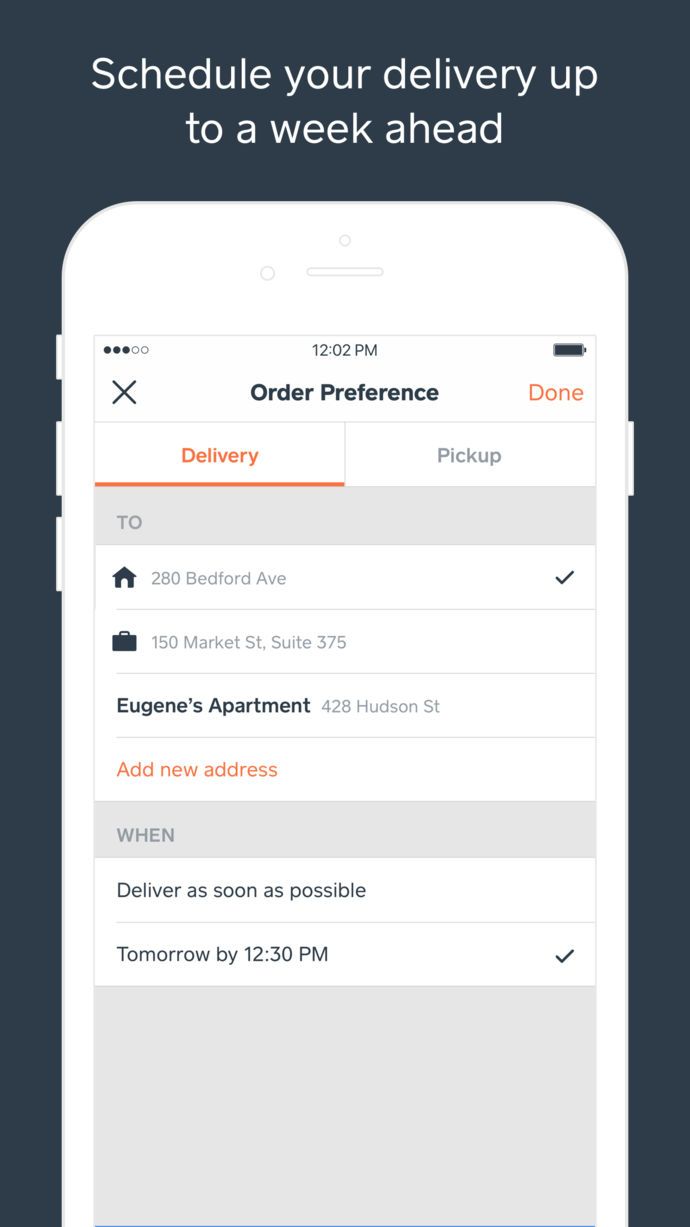 Schedule your delivery up
to a week ahead
12:02 PM
Order Preference Done
Delivery Pickup
TO
280 Bedford Ave
150 Market St, Suite 375
Eugene’s Apartment 428 Hudson St
Add new address
WHEN
Deliver as soon as possible
Tomorrow by 12:30 PM